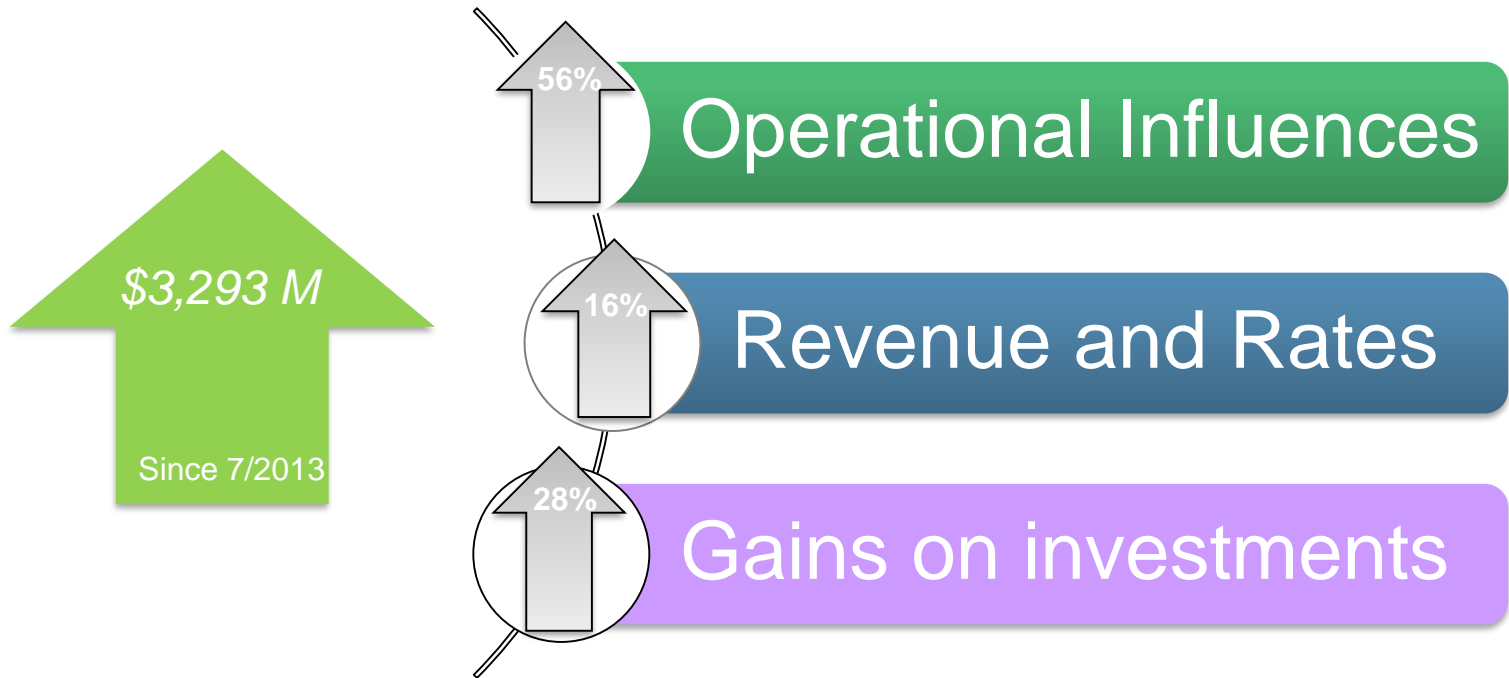 $3,293 M
Since 7/2013
56%
Operational Influences
16%
Revenue and Rates
28%
Gains on investments